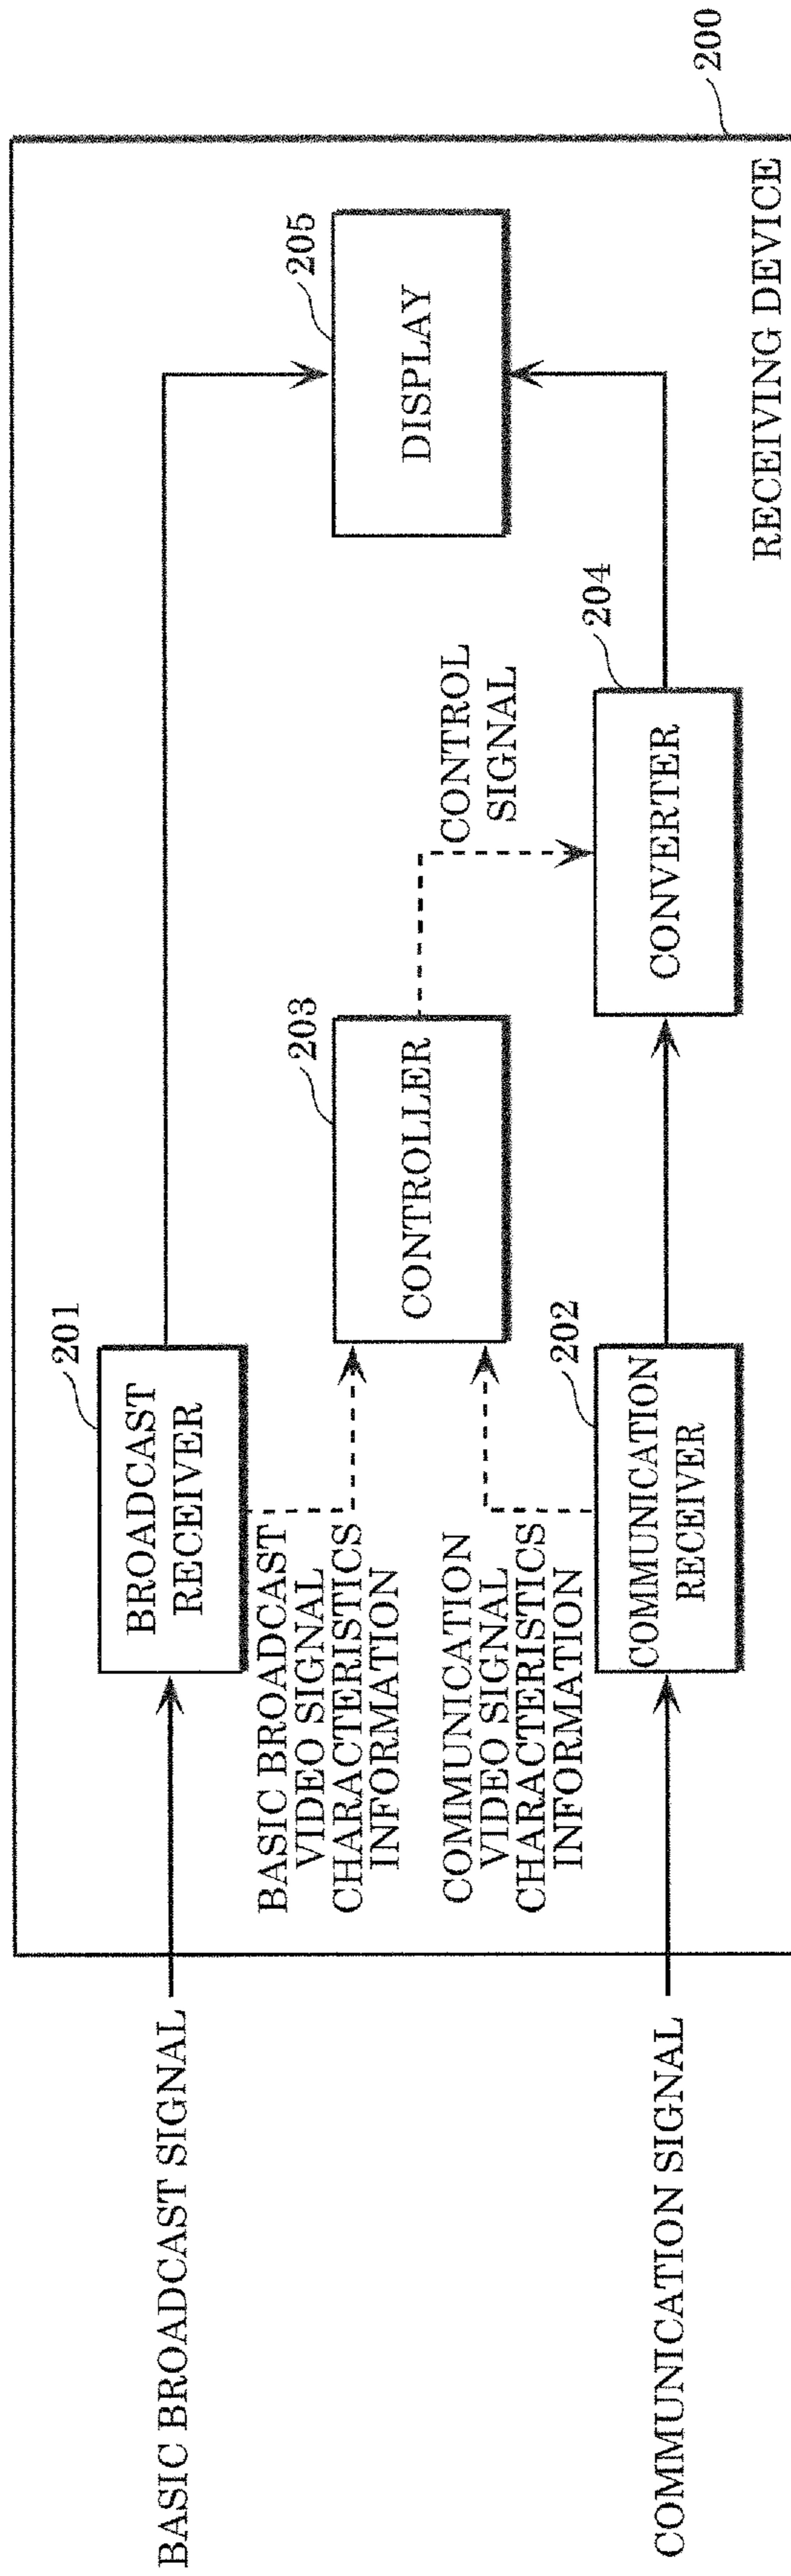 BASIC BROADCAST SIGNAL
COMMUNICATION SIGNAL
201
BROADCAST
RECEIVER
BASIC BROADCAST
VIDEO SIGNAL
CHARACTERISTICS
INFORMATION
COMMUNICATION
VIDEO SIGNAL
CHARACTERISTICS
INFORMATION
202
COMMUNICATION
RECEIVER
203
CONTROLLER
CONTROL
SIGNAL
204
CONVERTER
205
DISPLAY
RECEIVING DEVICE
200